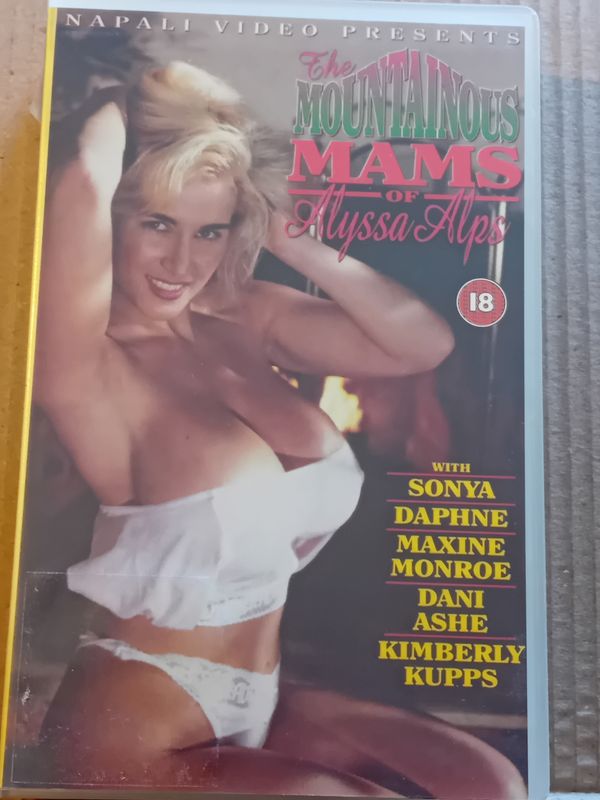 NAPALI VIDEO PRESENTS
The
MOUNTAINOUS
MAMS
OF
Alyssa Alps
18
WITH
SONYA
DAPHNE
MAXINE
MONROE
DANI
ASHE
KIMBERLY
KUPPS